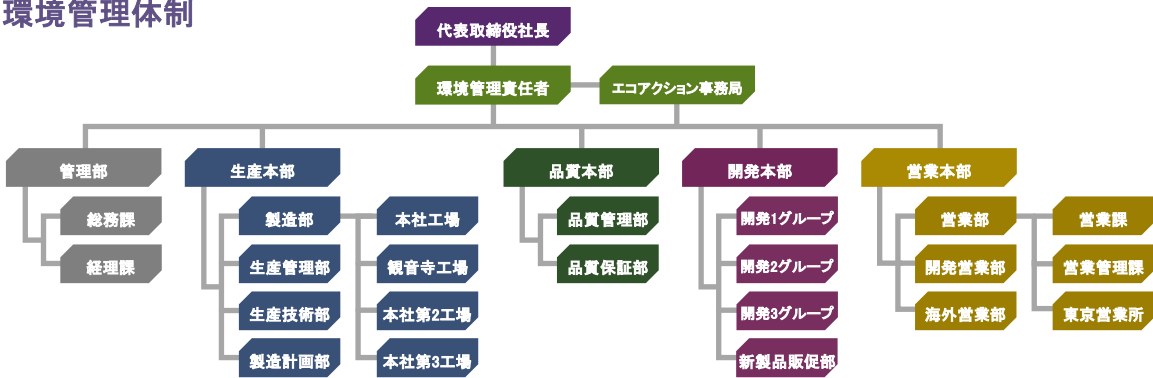 環境管理体制
代表取締役社長
環境管理責任者
エコアクション事務局
管理部
生産本部
品質本部
開発本部
営業本部
総務課
製造部
本社工場
品質管理部
開発1グループ
営業部
営業課
経理課
生産管理部
観音寺工場
品質保証部
開発2グループ
開発営業部
営業管理課
生産技術部
本社第2工場
開発3グループ
海外営業部
東京営業所
製造計画部
本社第3工場
新製品販促部